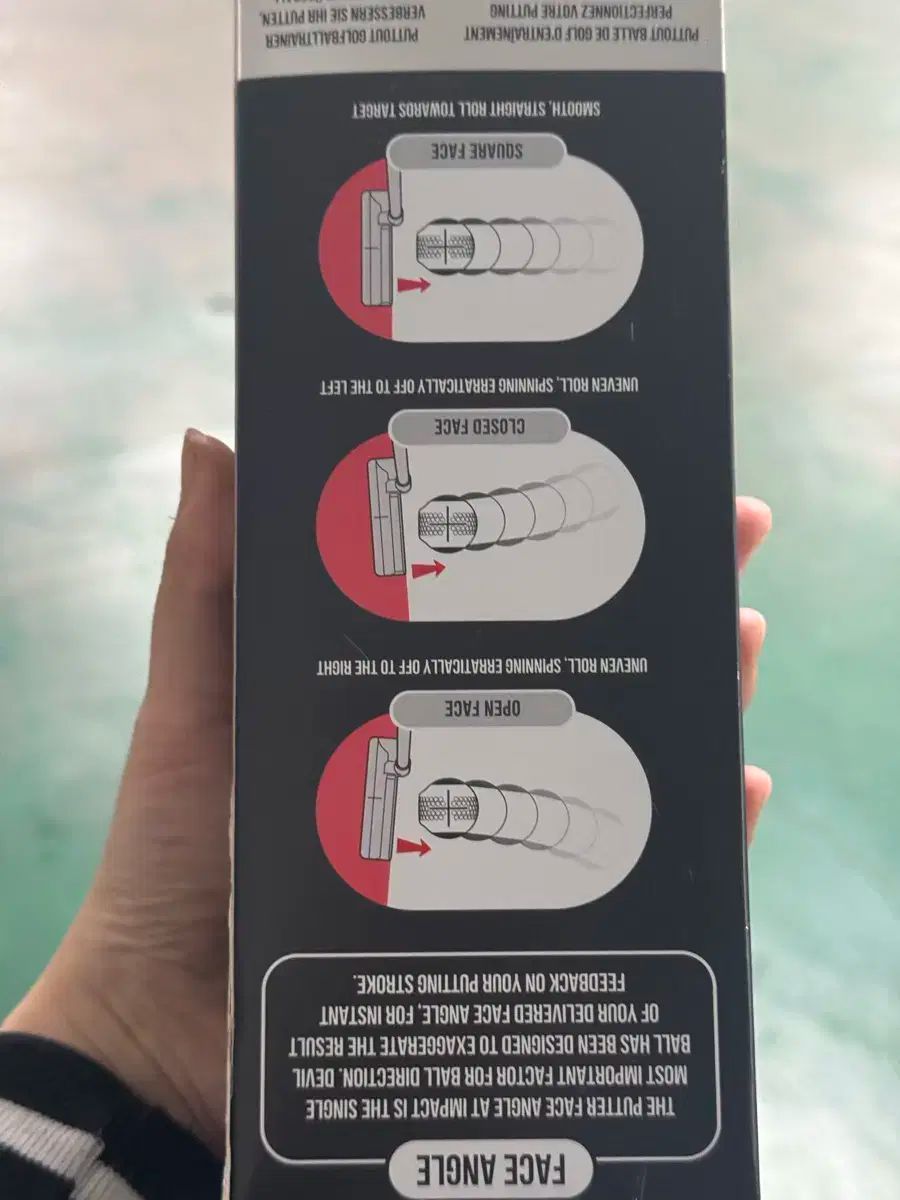 FACE ANGLE
THE PUTTER FACE ANGLE AT IMPACT IS THE SINGLE
MOST IMPORTANT FACTOR FOR BALL DIRECTION. DEVIL
BALL HAS BEEN DESIGNED TO EXAGGERATE THE RESULT
OF YOUR DELIVERED FACE ANGLE, FOR INSTANT
FEEDBACK ON YOUR PUTTING STROKE.
OPEN FACE
UNEVEN ROLL, SPINNING ERRATICALLY OFF TO THE RIGHT
CLOSED FACE
UNEVEN ROLL, SPINNING ERRATICALLY OFF TO THE LEFT
SQUARE FACE
SMOOTH, STRAIGHT ROLL TOWARDS TARGET
PUTTOUT BALLE DE GOLF D'ENTRAÎNEMENT
PERFECTIONNEZ VOTRE PUTTING
PUTTOUT GOLFBALLTRAINER
VERBESSERN SIE IHR PUTTEN.